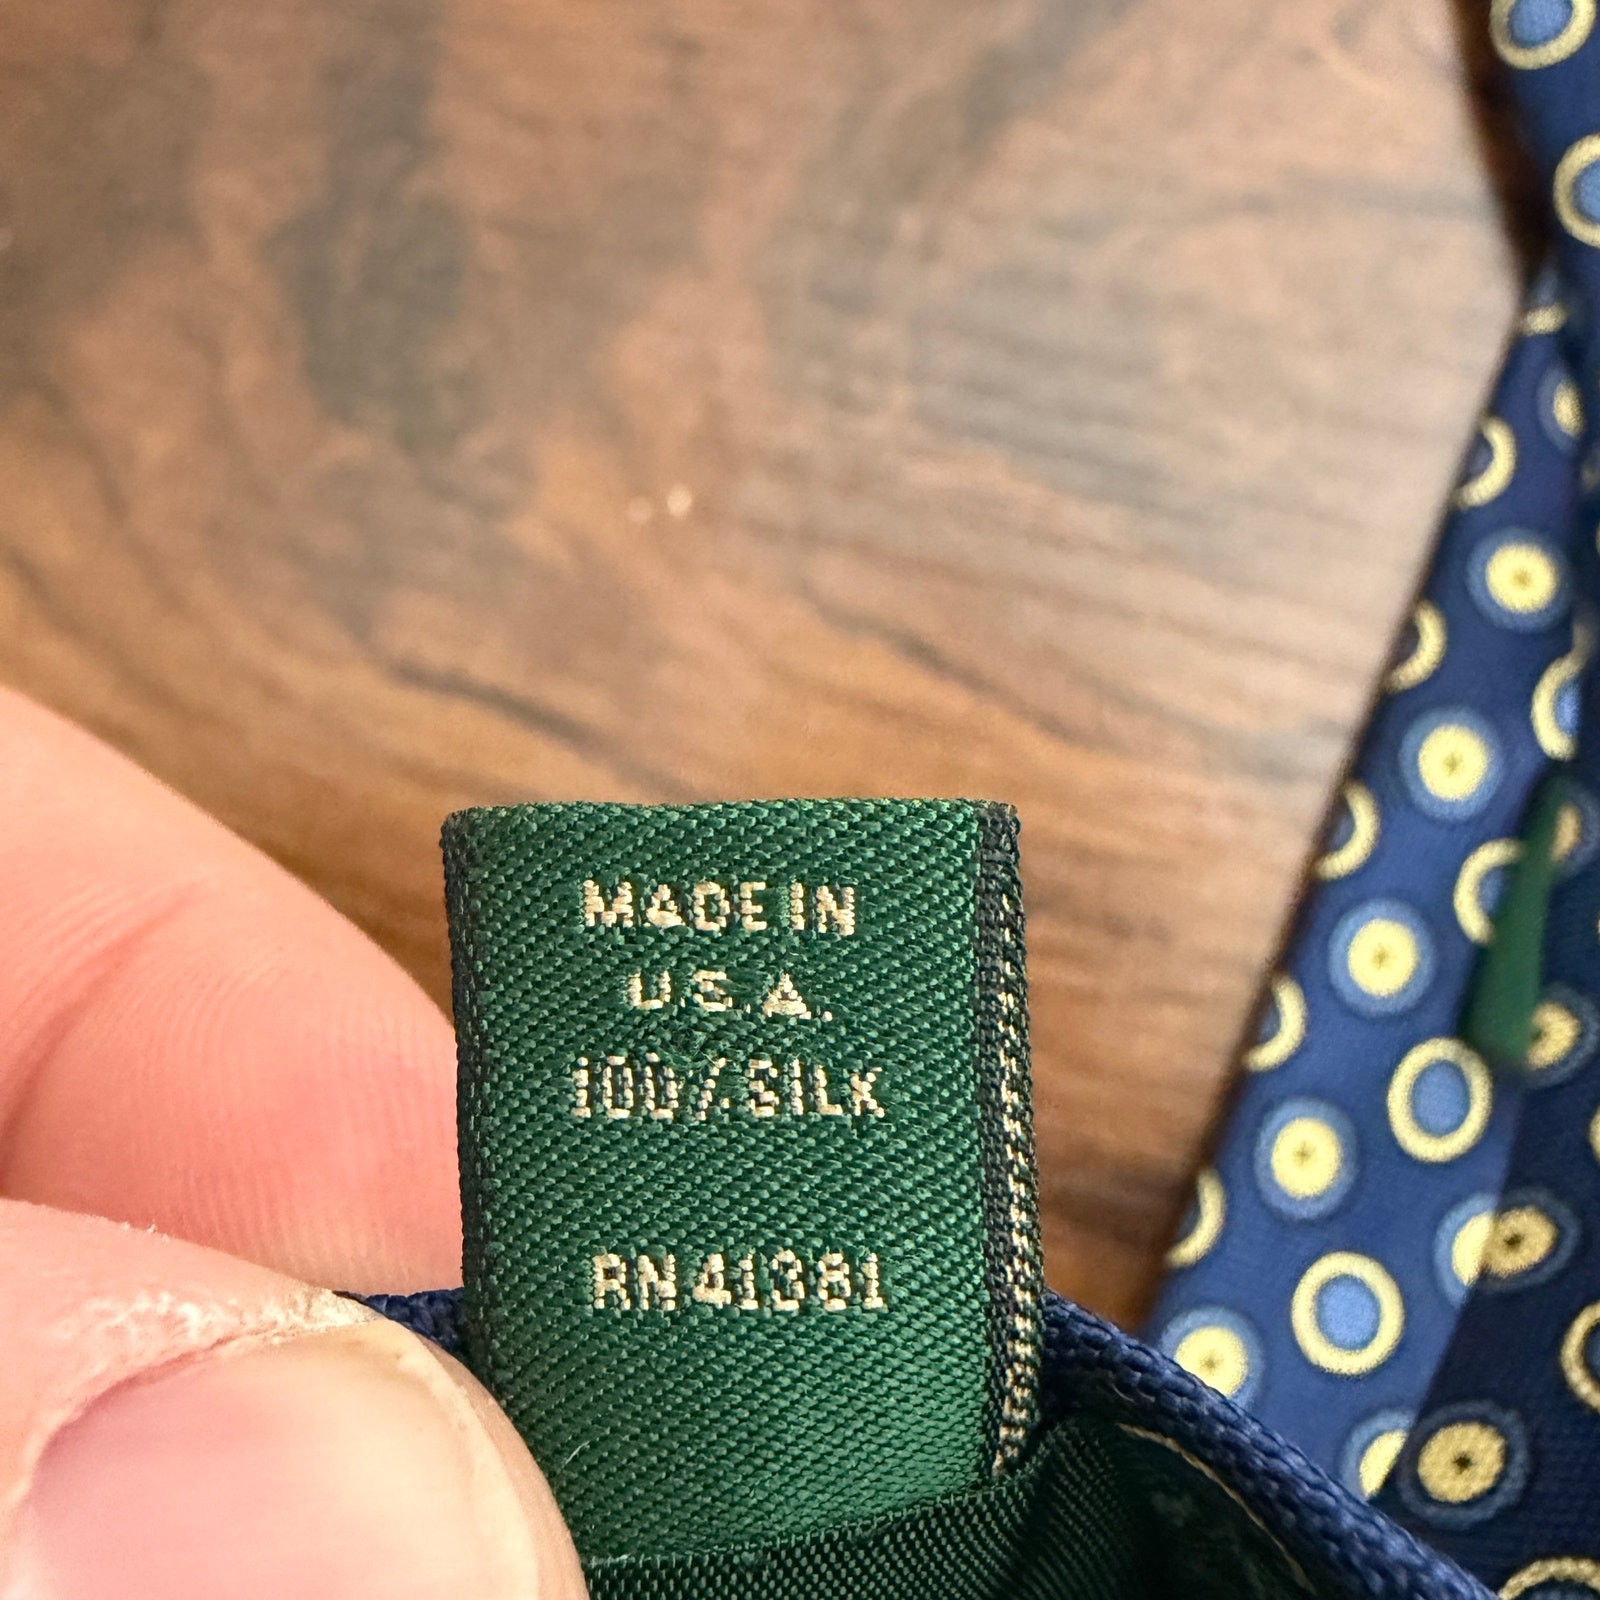 MADE IN
U.S.A.
100% SILK
RN 41381